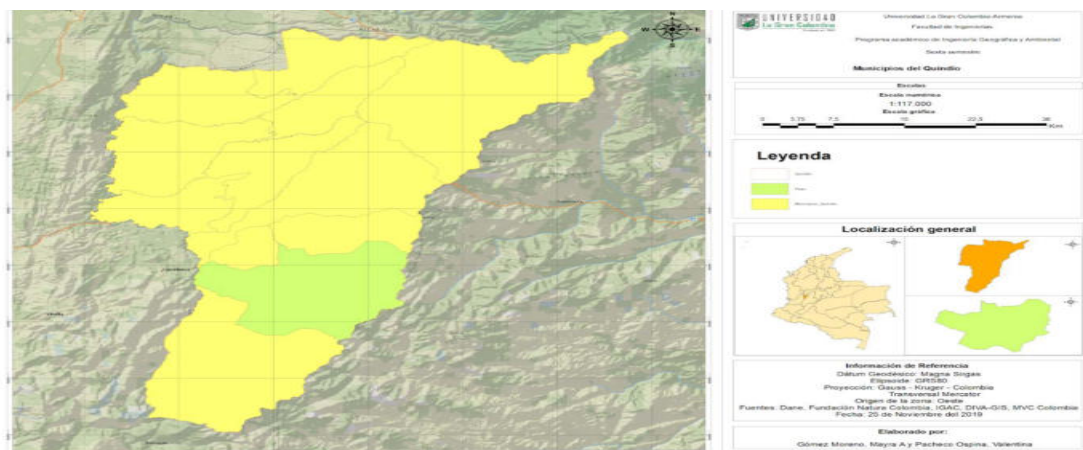 N
W E
S
UNIVERSIDAD
La Gran Colombia
Universidad La Gran Colombia Armenia
Facultad de Ingenierías
Programa académico de Ingeniería Geográfica y Ambiental
Sexto semestre
Municipios del Quindío
Escalas
Escala numérica
1:117.000
Escala gráfica
0 3,75 7,5 15 22,5 30
Km
Leyenda
Localización general
Información de Referencia
Dátum Geodésico: Magna Sirgas
Elipsoide: GRS80
Proyección: Gauss - Kruger - Colombia
Transversal Mercator
Origen de la zona: Oeste
Fuentes: Dane, Fundación Natura Colombia, IGAC, DIVA-GIS, MVC Colombia
Fecha: 25 de Noviembre del 2019
Elaborado por:
Gómez Moreno, Mayra A y Pacheco Ospina, Valentina